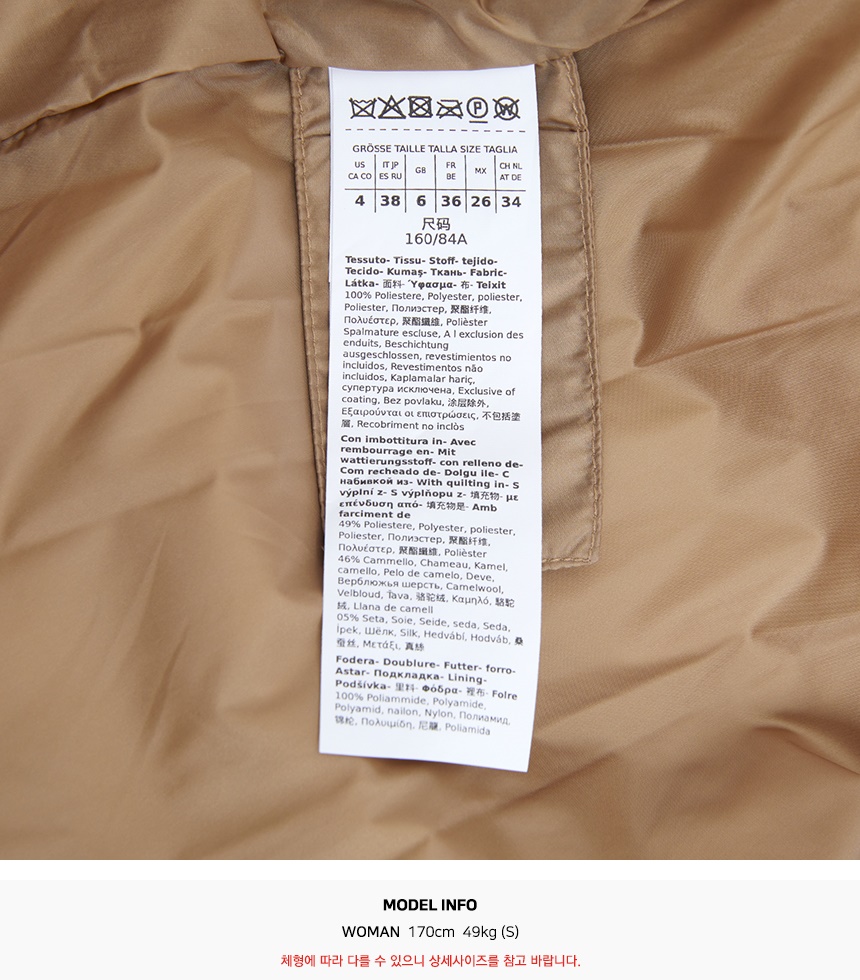 GRÖSSE TAILLE TALLA SIZE TAGLIA
US IT JP GB FR MX CH NL
CA CO ES RU BE AT DE
4 38 6 36 26 34
尺码
160/84A
Tessuto- Tissu- Stoff- tejido-
Tecido- Kumaş- Ткань- Fabric-
Látka- 面料- Ύφασμα- 布- Teixit
100% Poliestere, Polyester, poliester,
Poliester, Полиэстер, 聚酯纤维,
Πολυέστερ, 聚酯纖維, Polièster
Spalmature escluse, A l exclusion des
enduits, Beschichtung
ausgeschlossen, revestimientos no
incluidos, Revestimentos não
incluidos, Kaplamalar hariç,
супертура исключена, Exclusive of
coating, Bez povlaku, 涂层除外,
Εξαιρούνται οι επιστρώσεις, 不包括塗
層, Recobriment no inclòs
Con imbottitura in- Avec
rembourrage en- Mit
wattierungsstoff- con relleno de-
Com recheado de- Dolgu ile- С
набивкой из- With quilting in- S
výplní z- S výplňou z- 填充物- με
επένδυση από- 填充物是- Amb
farciment de
49% Poliestere, Polyester, poliester,
Poliester, Полиэстер, 聚酯纤维,
Πολυέστερ, 聚酯纖維, Polièster
46% Cammello, Chameau, Kamel,
camello, Pelo de camelo, Deve,
Верблюжья шерсть, Camelwool,
Velbloud, Ťava, 骆驼绒, Καμηλό, 駱駝
絨, Llana de camell
05% Seta, Soie, Seide, seda, Seda,
İpek, Шёлк, Silk, Hedvábí, Hodváb, 桑
蚕丝, Μετάξι, 真絲
Fodera- Doublure- Futter- forro-
Astar- Подкладка- Lining-
Podšívka- 里料- Φόδρα- 裡布- Folre
100% Poliammide, Polyamide,
Polyamid, nailon, Nylon, Полиамид,
锦纶, Πολυιμίδη, 尼龍, Poliamida
MODEL INFO
WOMAN 170cm 49kg (S)
체형에 따라 다를 수 있으니 상세사이즈를 참고 바랍니다.